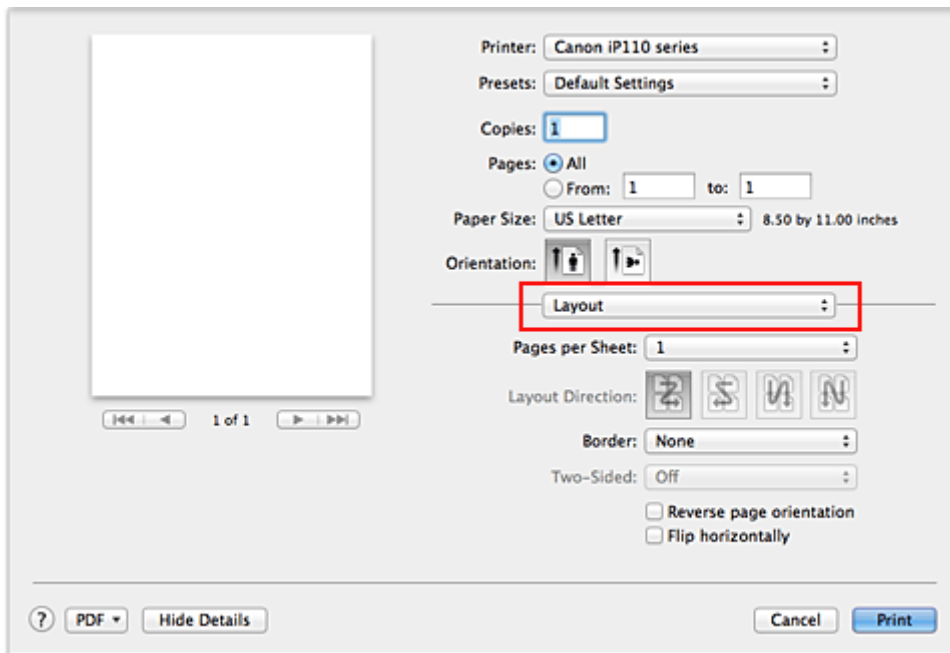 Printer: Canon iP110 series
Presets: Default Settings
Copies: 1
Pages: All
From: 1 to: 1
Paper Size: US Letter 8.50 by 11.00 inches
Orientation:
Layout
Pages per Sheet: 1
Layout Direction:
1 of 1
Border: None
Two-Sided: Off
Reverse page orientation
Flip horizontally
? PDF Hide Details Cancel Print